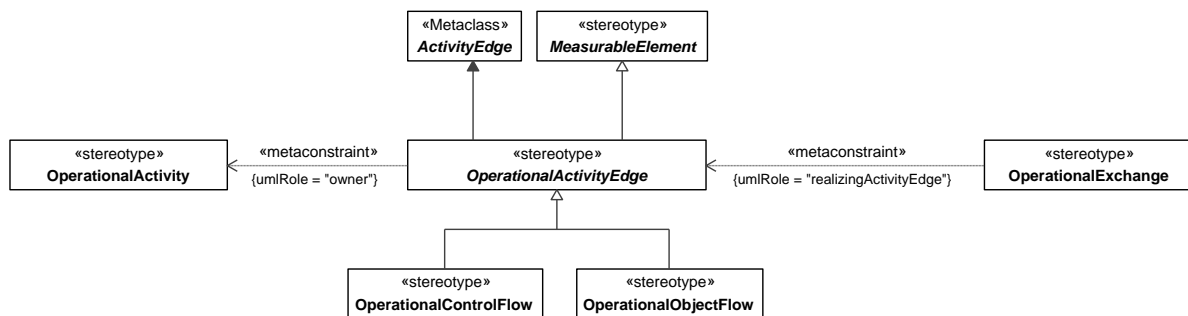 «Metaclass»
ActivityEdge
«stereotype»
MeasurableElement
«stereotype»
OperationalActivity
«metaconstraint»
{umlRole = "owner"}
«stereotype»
OperationalActivityEdge
«metaconstraint»
{umlRole = "realizingActivityEdge"}
«stereotype»
OperationalExchange
«stereotype»
OperationalControlFlow
«stereotype»
OperationalObjectFlow